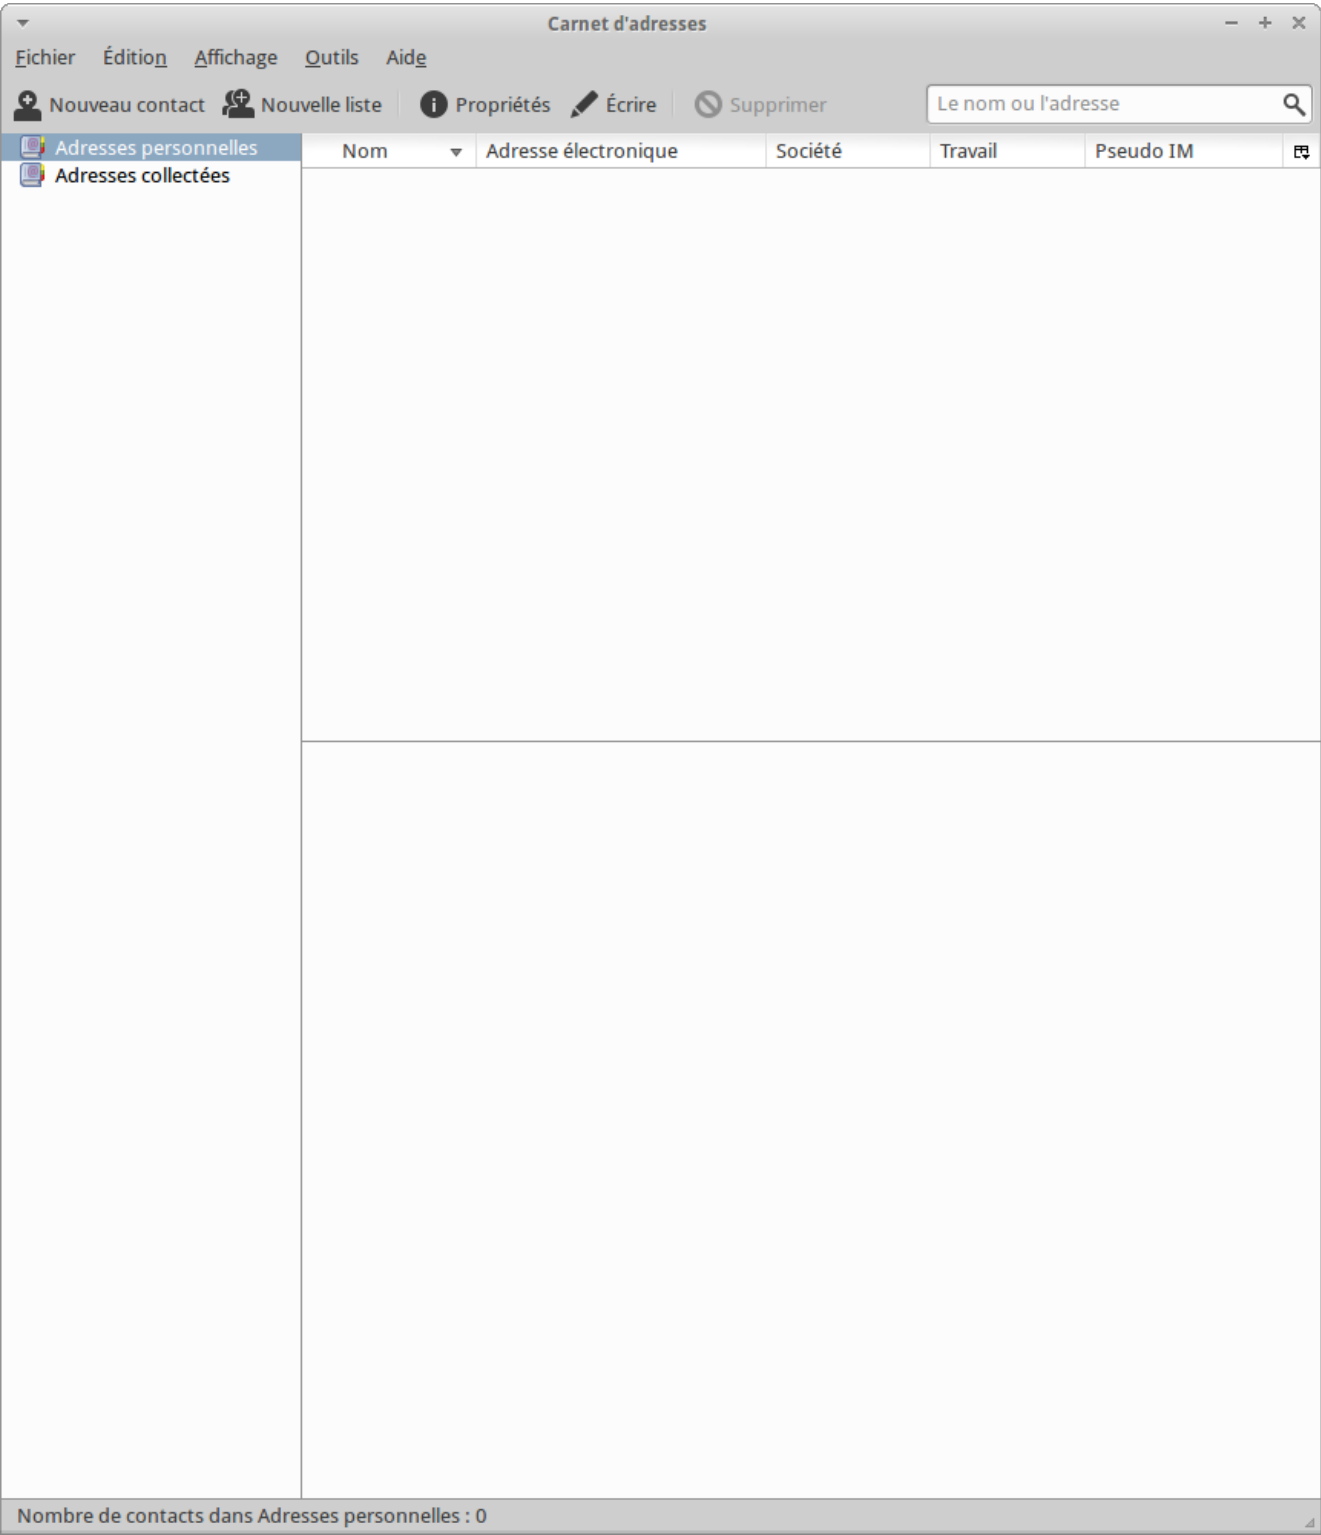 Carnet d'adresses
Fichier Édition Affichage Outils Aide
Nouveau contact Nouvelle liste Propriétés Écrire Supprimer Le nom ou l'adresse
Adresses personnelles Nom Adresse électronique Société Travail Pseudo IM
Adresses collectées
Nombre de contacts dans Adresses personnelles : 0